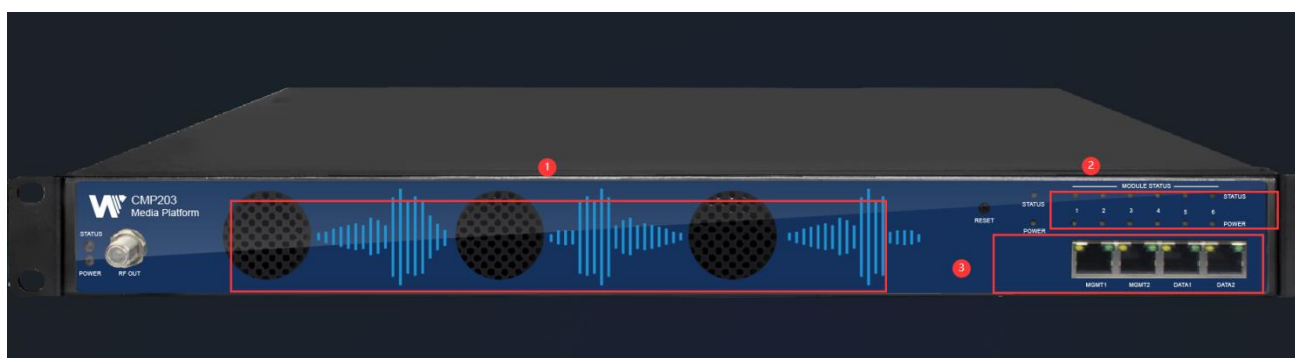 1
2
CMP203
Media Platform
STATUS
POWER
RF OUT
RESET
STATUS
POWER
MODULE STATUS
STATUS
1 2 3 4 5 6
POWER
3
MGMT1 MGMT2 DATA1 DATA2